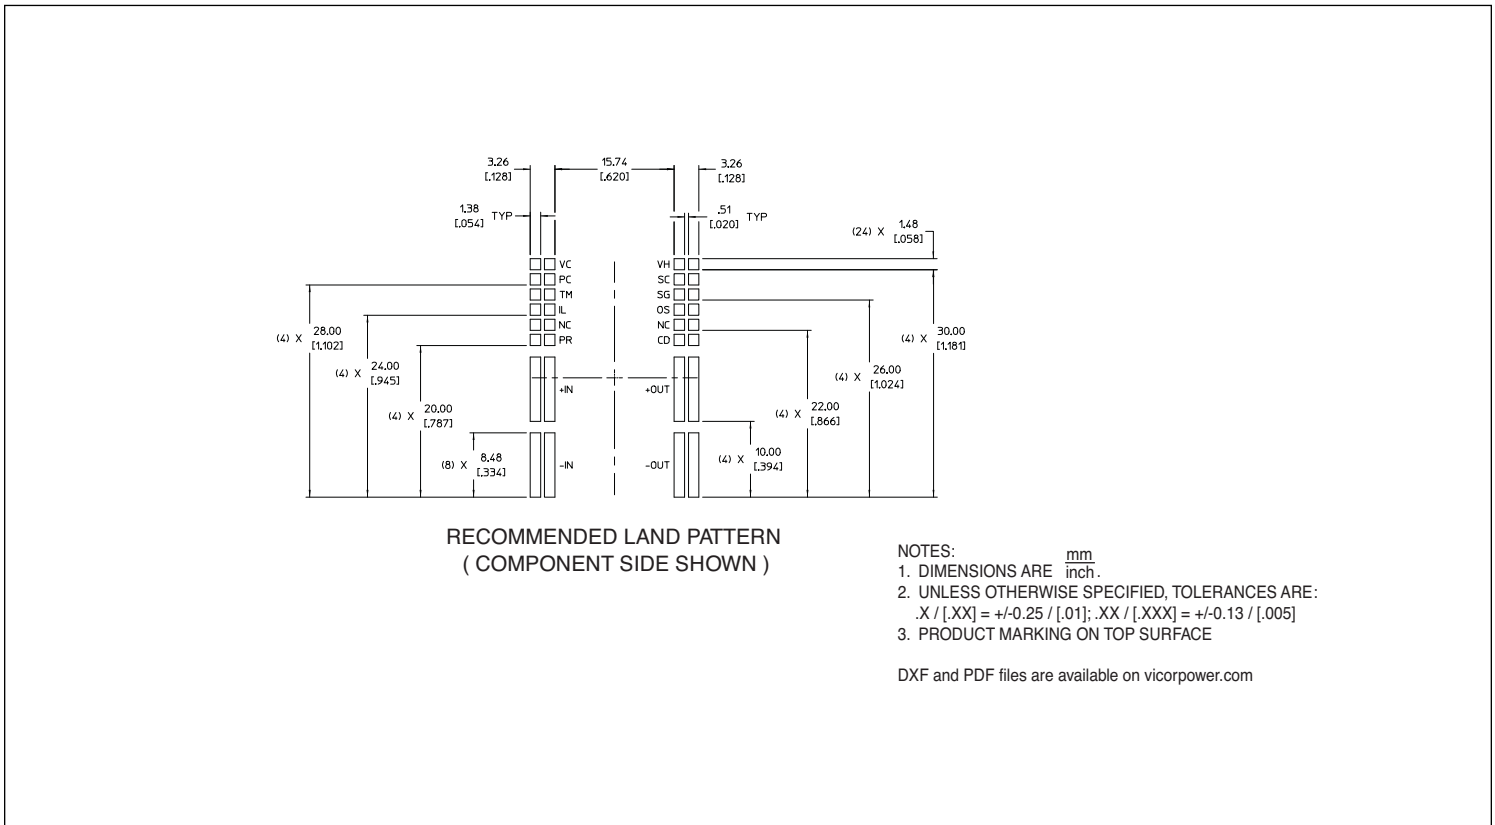 3.26
[.128]
15.74
[.620]
3.26
[.128]
1.38
[.054]
TYP
.51
[.020]
TYP
(24) X 1.48
[.058]
VC
VH
PC
SC
TM
SG
IL
OS
NC
NC
PR
CD
(4) X 28.00
[1.102]
(4) X 30.00
[1.181]
(4) X 24.00
[.945]
(4) X 26.00
[1.024]
+IN
+OUT
(4) X 20.00
[.787]
(4) X 22.00
[.866]
(8) X 8.48
[.334]
-IN
-OUT
(4) X 10.00
[.394]
RECOMMENDED LAND PATTERN
( COMPONENT SIDE SHOWN )
NOTES:
1. DIMENSIONS ARE mm
inch .
2. UNLESS OTHERWISE SPECIFIED, TOLERANCES ARE:
.X / [.XX] = +/-0.25 / [.01]; .XX / [.XXX] = +/-0.13 / [.005]
3. PRODUCT MARKING ON TOP SURFACE
DXF and PDF files are available on vicorpower.com